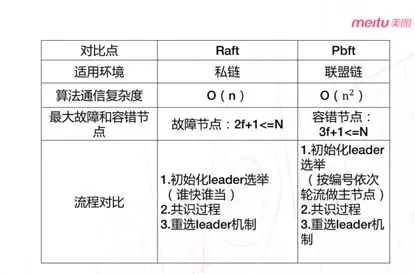 meitu美图
对比点 Raft Pbft
适用环境 私链 联盟链
算法通信复杂度 O（n） O（n²）
最大故障和容错节
点
故障节点：2f+1<=N
容错节点：
3f+1<=N
流程对比
1.初始化leader选举
（谁快谁当）
2.共识过程
3.重选leader机制
1.初始化leader
选举
（按编号依次
轮流做主节点）
2.共识过程
3.重选leader机
制